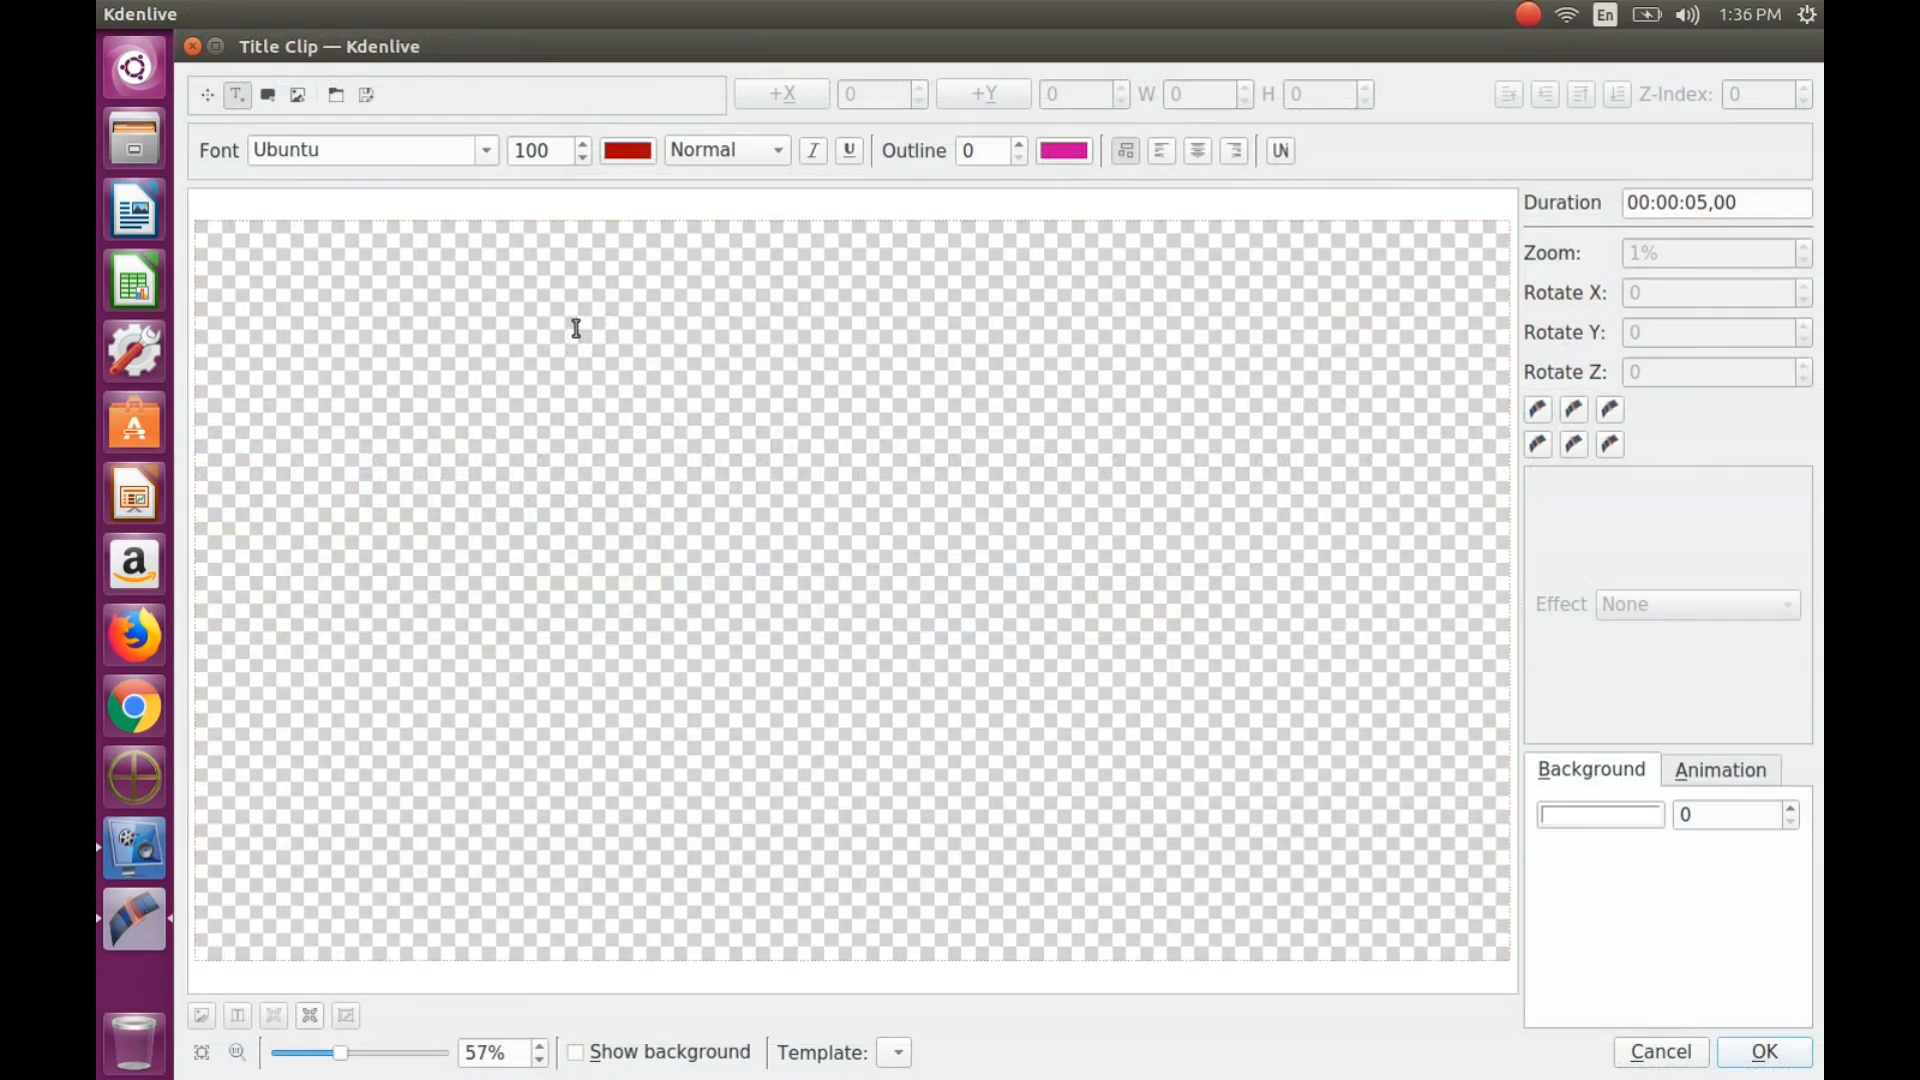 Kdenlive
En
1:36 PM
Title Clip — Kdenlive
+X 0 +Y 0 W 0 H 0 Z-Index: 0
Font Ubuntu 100 Normal I U Outline 0 UN
Duration 00:00:05,00
Zoom: 1%
Rotate X: 0
Rotate Y: 0
Rotate Z: 0
Effect None
Background Animation
0
57% Show background Template: Cancel OK